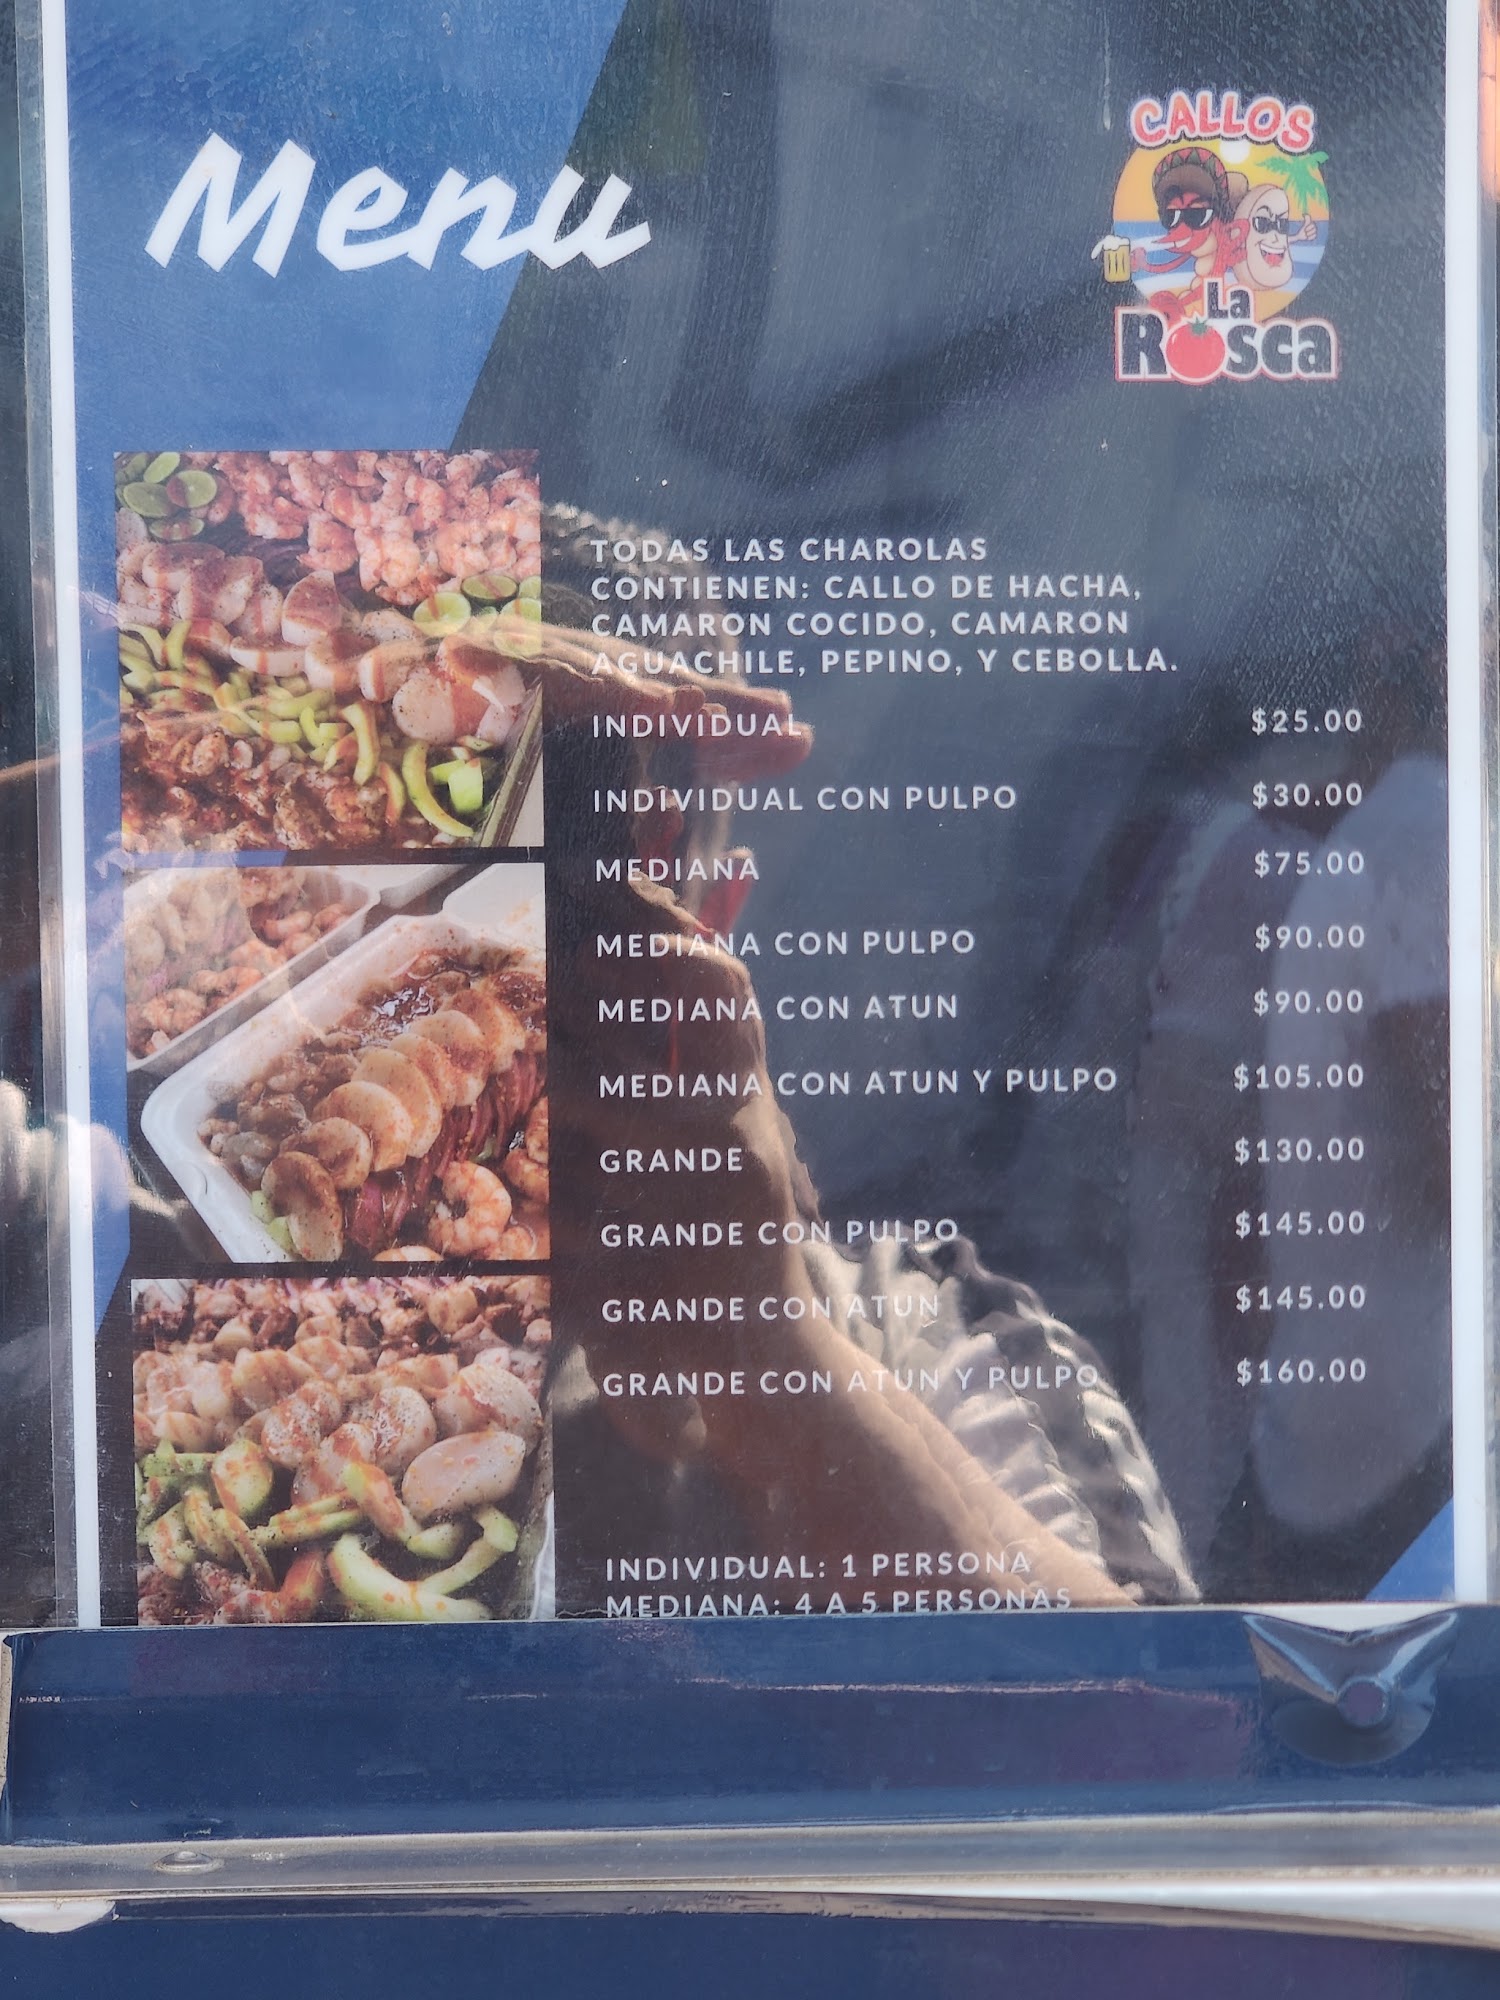 Menu
CALLOS
La
Rosca
TODAS LAS CHAROLAS
CONTIENEN: CALLO DE HACHA,
CAMARON COCIDO, CAMARON
AGUACHILE, PEPINO, Y CEBOLLA.
INDIVIDUAL $25.00
INDIVIDUAL CON PULPO $30.00
MEDIANA $75.00
MEDIANA CON PULPO $90.00
MEDIANA CON ATUN $90.00
MEDIANA CON ATUN Y PULPO $105.00
GRANDE $130.00
GRANDE CON PULPO $145.00
GRANDE CON ATUN $145.00
GRANDE CON ATUN Y PULPO $160.00
INDIVIDUAL: 1 PERSONA
MEDIANA: 4 A 5 PERSONAS